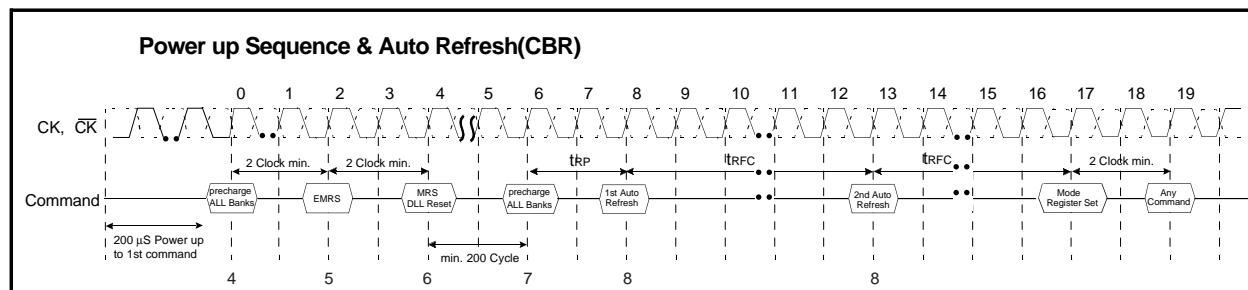 Power up Sequence & Auto Refresh(CBR)
0 1 2 3 4 5 6 7 8 9 10 11 12 13 14 15 16 17 18 19
CK, CK
2 Clock min. 2 Clock min. tRP tRFC tRFC 2 Clock min.
Command
precharge
ALL Banks
EMRS
MRS
DLL Reset
precharge
ALL Banks
1st Auto
Refresh
2nd Auto
Refresh
Mode
Register Set
Any
Command
200 μS Power up
to 1st command
min. 200 Cycle
4 5 6 7 8 8